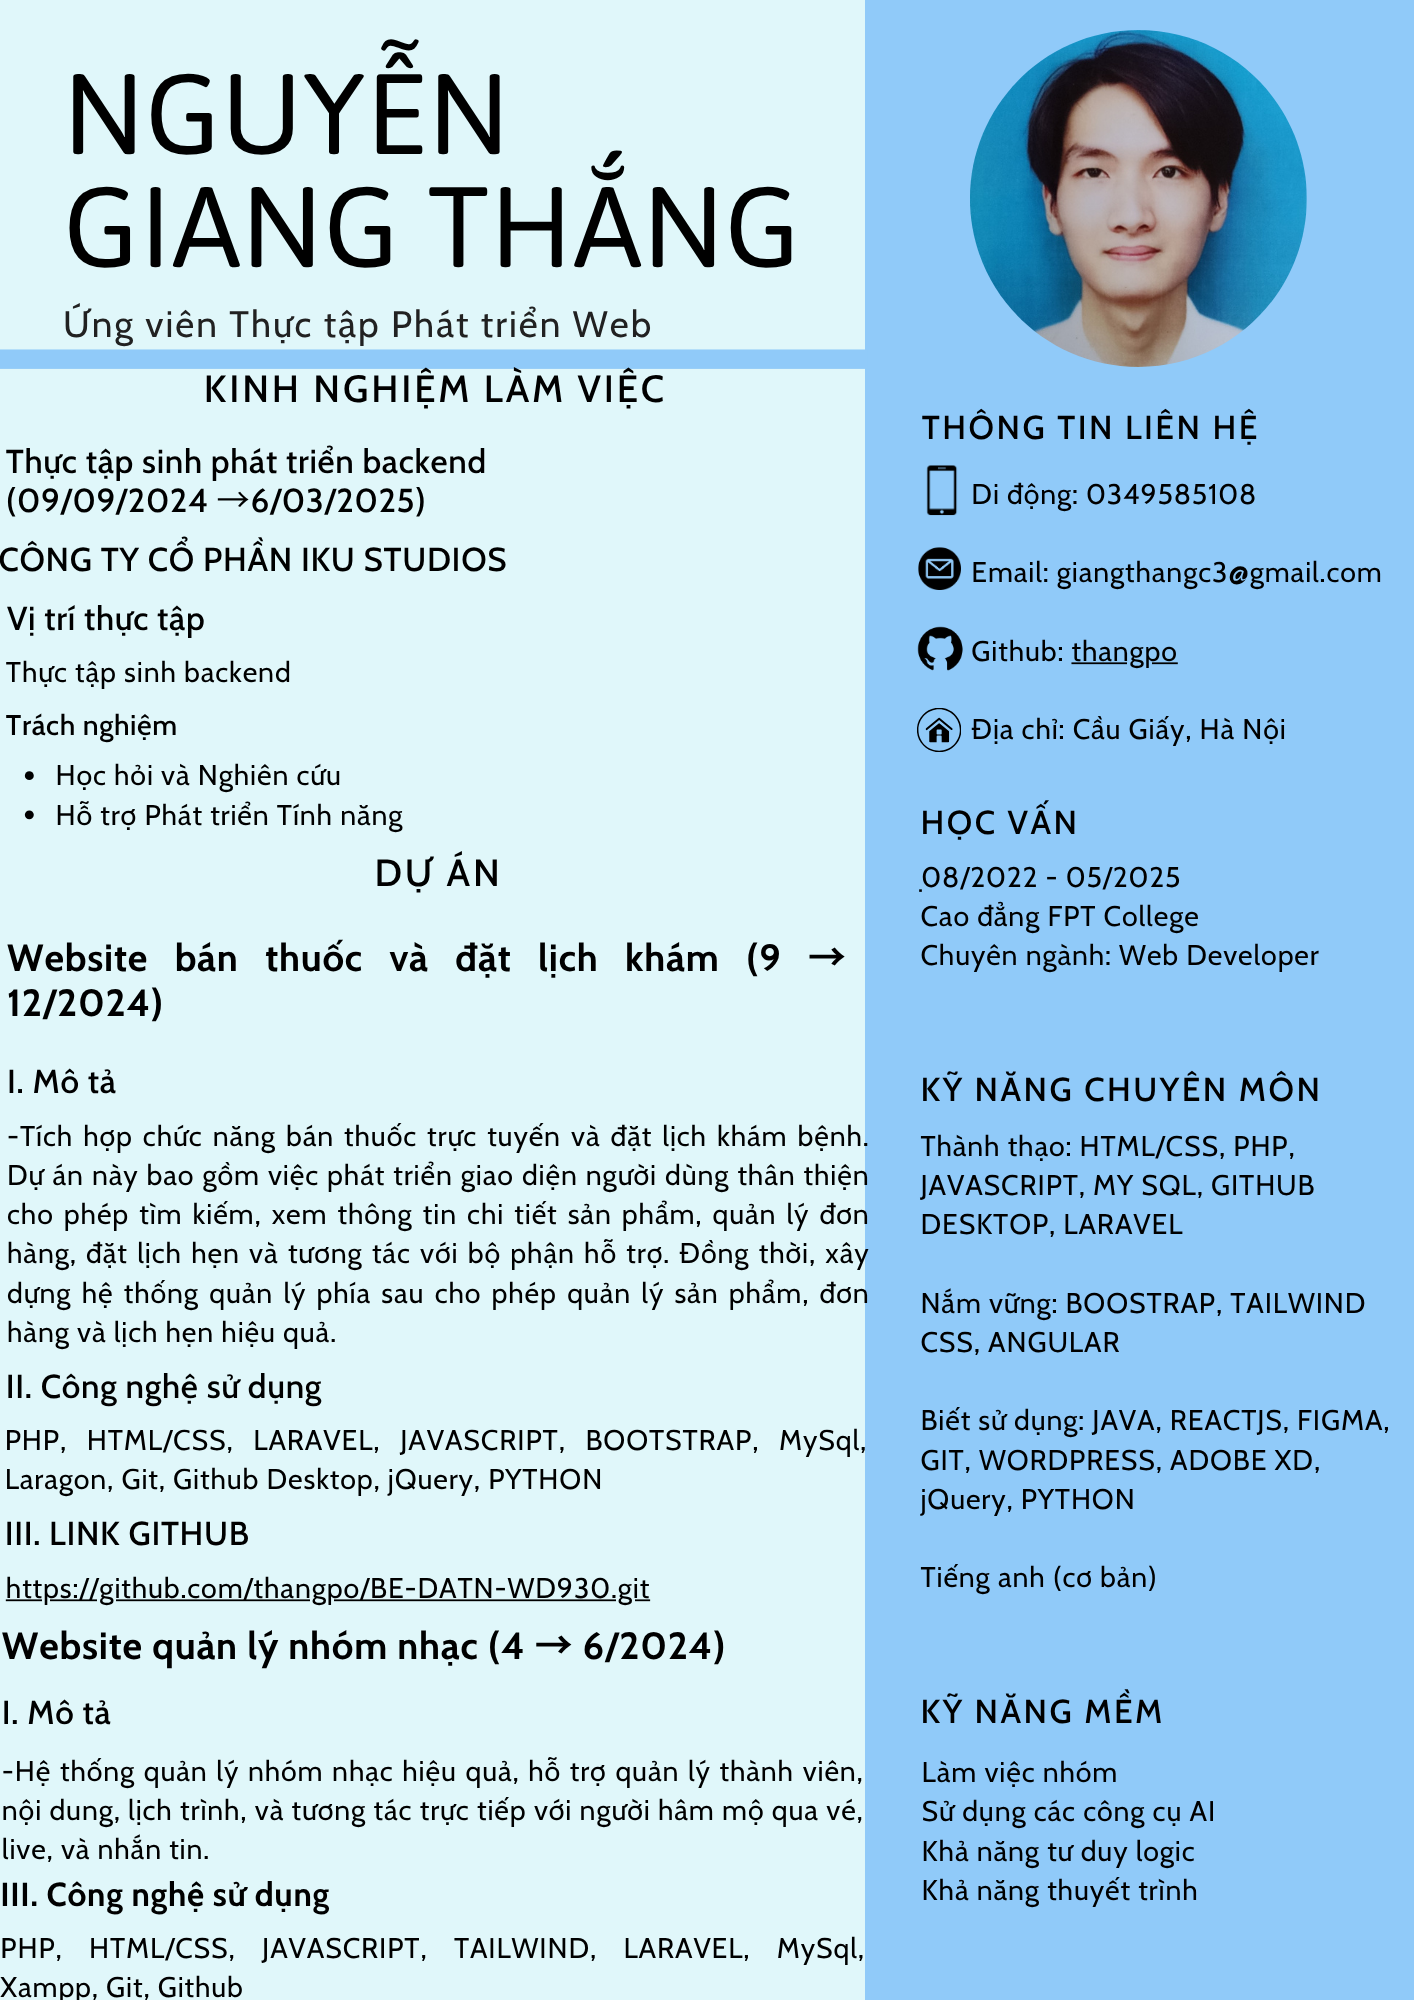 NGUYỄN
GIANG THẮNG
Ứng viên Thực tập Phát triển Web
KINH NGHIỆM LÀM VIỆC
Thực tập sinh phát triển backend
(09/09/2024 →6/03/2025)
CÔNG TY CỔ PHẦN IKU STUDIOS
Vị trí thực tập
Thực tập sinh backend
Trách nghiệm
• Học hỏi và Nghiên cứu
• Hỗ trợ Phát triển Tính năng
DỰ ÁN
Website bán thuốc và đặt lịch khám (9 →
12/2024)
I. Mô tả
-Tích hợp chức năng bán thuốc trực tuyến và đặt lịch khám bệnh.
Dự án này bao gồm việc phát triển giao diện người dùng thân thiện
cho phép tìm kiếm, xem thông tin chi tiết sản phẩm, quản lý đơn
hàng, đặt lịch hẹn và tương tác với bộ phận hỗ trợ. Đồng thời, xây
dựng hệ thống quản lý phía sau cho phép quản lý sản phẩm, đơn
hàng và lịch hẹn hiệu quả.
II. Công nghệ sử dụng
PHP, HTML/CSS, LARAVEL, JAVASCRIPT, BOOTSTRAP, MySql,
Laragon, Git, Github Desktop, jQuery, PYTHON
III. LINK GITHUB
https://github.com/thangpo/BE-DATN-WD930.git
Website quản lý nhóm nhạc (4 → 6/2024)
I. Mô tả
-Hệ thống quản lý nhóm nhạc hiệu quả, hỗ trợ quản lý thành viên,
nội dung, lịch trình, và tương tác trực tiếp với người hâm mộ qua vé,
live, và nhắn tin.
III. Công nghệ sử dụng
PHP, HTML/CSS, JAVASCRIPT, TAILWIND, LARAVEL, MySql,
Xampp, Git, Github
THÔNG TIN LIÊN HỆ
Di động: 0349585108
Email: giangthangc3@gmail.com
Github: thangpo
Địa chỉ: Cầu Giấy, Hà Nội
HỌC VẤN
08/2022 - 05/2025
Cao đẳng FPT College
Chuyên ngành: Web Developer
KỸ NĂNG CHUYÊN MÔN
Thành thạo: HTML/CSS, PHP,
JAVASCRIPT, MY SQL, GITHUB
DESKTOP, LARAVEL
Nắm vững: BOOSTRAP, TAILWIND
CSS, ANGULAR
Biết sử dụng: JAVA, REACTJS, FIGMA,
GIT, WORDPRESS, ADOBE XD,
jQuery, PYTHON
Tiếng anh (cơ bản)
KỸ NĂNG MỀM
Làm việc nhóm
Sử dụng các công cụ AI
Khả năng tư duy logic
Khả năng thuyết trình